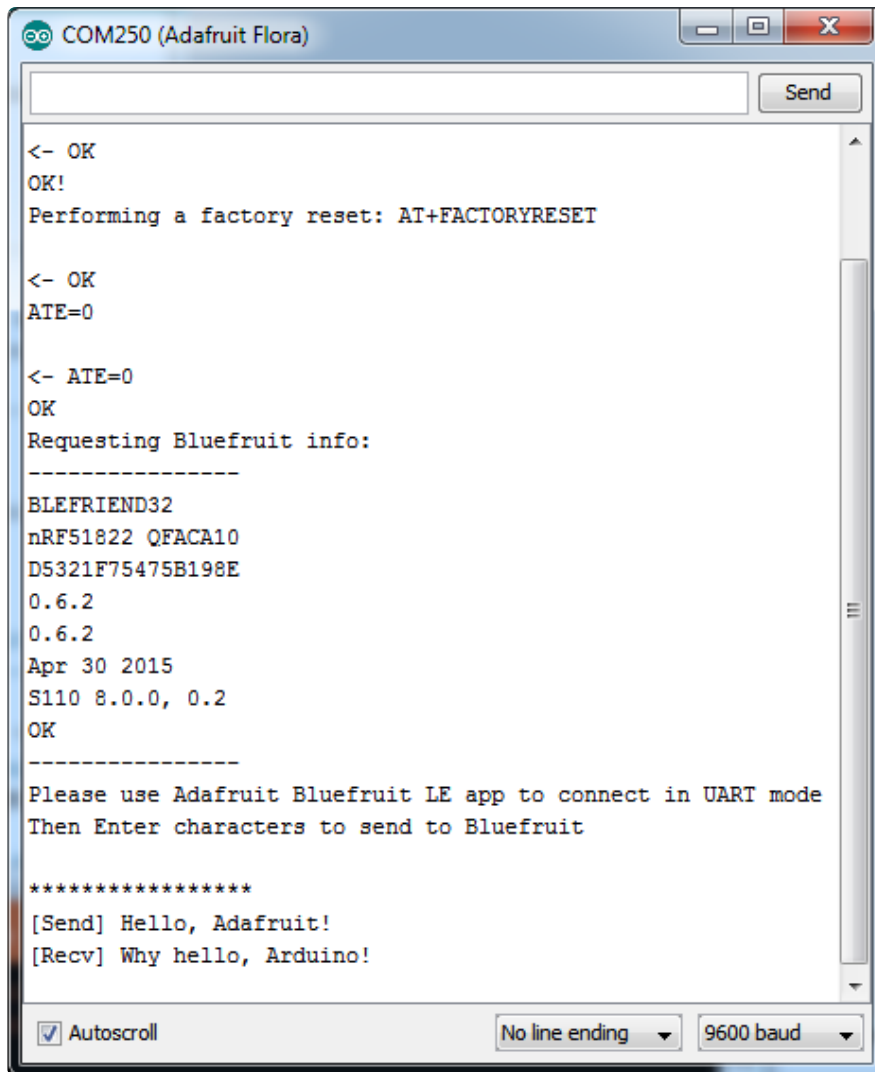 COM250 (Adafruit Flora)
Send
<- OK
OK!
Performing a factory reset: AT+FACTORYRESET
<- OK
ATE=0
<- ATE=0
OK
Requesting Bluefruit info:
----------------
BLEFRIEND32
nRF51822 QFACA10
D5321F75475B198E
0.6.2
0.6.2
Apr 30 2015
S110 8.0.0, 0.2
OK
----------------
Please use Adafruit Bluefruit LE app to connect in UART mode
Then Enter characters to send to Bluefruit
*****************
[Send] Hello, Adafruit!
[Recv] Why hello, Arduino!
Autoscroll No line ending 9600 baud